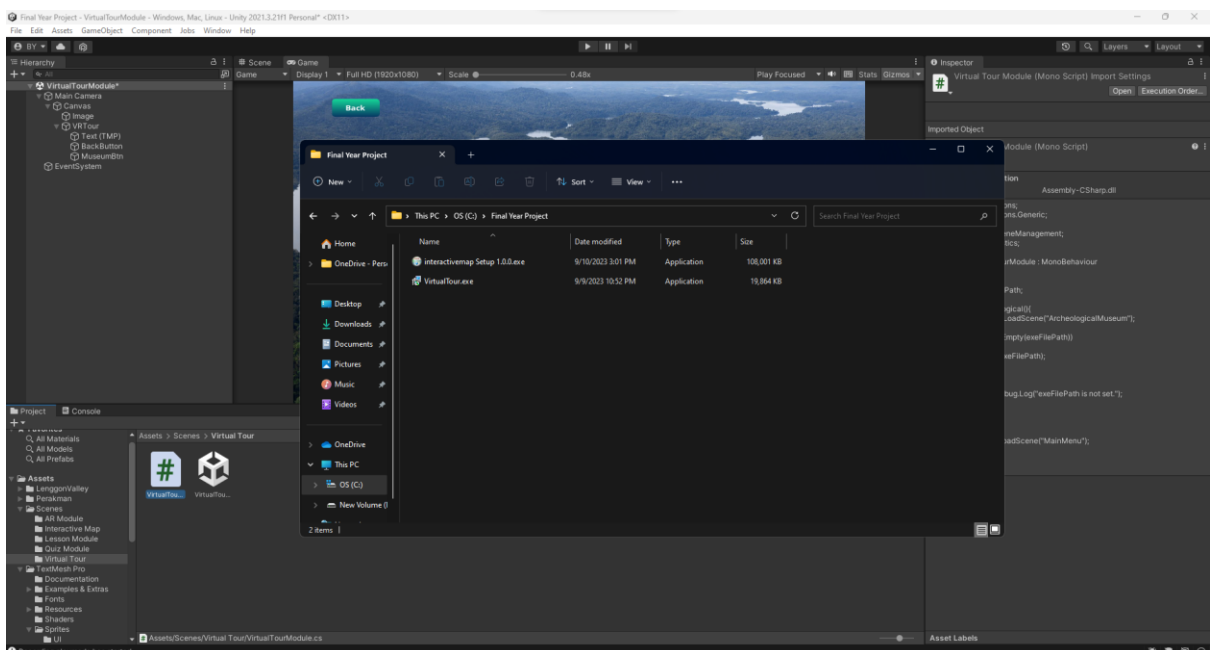 Final Year Project - VirtualTourModule - Windows, Mac, Linux - Unity 2021.3.21f1 Personal* <DX11>
File Edit Assets GameObject Component Jobs Window Help
BY
Layers Layout
Hierarchy
Scene Game
Inspector
All
Game Display 1 Full HD (1920x1080) Scale 0.48x Play Focused Stats Gizmos
Virtual Tour Module (Mono Script) Import Settings
Open Execution Order...
VirtualTourModule*
Main Camera
Canvas
Image
VRTour
Text (TMP)
BackButton
MuseumBtn
EventSystem
Back
Imported Object
Module (Mono Script)
Assembly-CSharp.dll
ons;
ons.Generic;
neManagement;
tics;
urModule : MonoBehaviour
Path;
ogical(){
LoadScene("ArcheologicalMuseum");
mpty(exeFilePath))
xeFilePath);
bug.Log("exeFilePath is not set.");
adScene("MainMenu");
Final Year Project
New Sort View
This PC > OS (C:) > Final Year Project
Search Final Year Project
Home
OneDrive - Pers
Desktop
Downloads
Documents
Pictures
Music
Videos
OneDrive
This PC
OS (C:)
New Volume (
Name Date modified Type Size
interactivemap Setup 1.0.0.exe 9/10/2023 3:01 PM Application 108,001 KB
VirtualTour.exe 9/9/2023 10:52 PM Application 19,864 KB
2 items
Project Console
All Materials
All Models
All Prefabs
Assets
LenggonValley
Perakman
Scenes
AR Module
Interactive Map
Lesson Module
Quiz Module
Virtual Tour
TextMesh Pro
Documentation
Examples & Extras
Fonts
Resources
Shaders
Sprites
UI
Assets > Scenes > Virtual Tour
VirtualTou... VirtualTou...
Assets/Scenes/Virtual Tour/VirtualTourModule.cs
Asset Labels